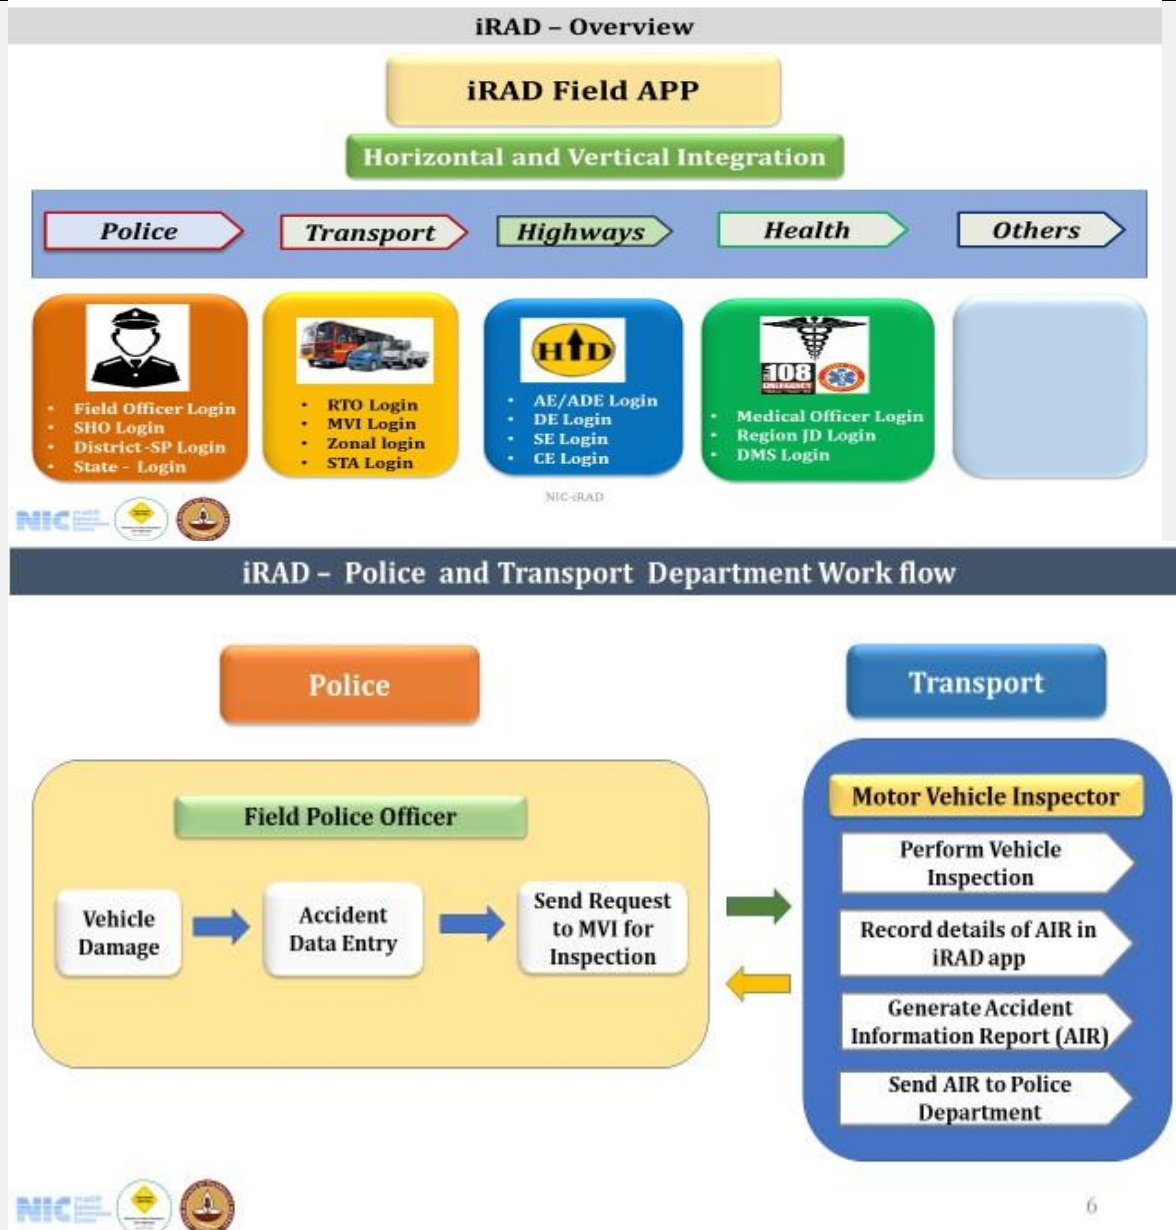 iRAD – Overview
iRAD Field APP
Horizontal and Vertical Integration
Police
Transport
Highways
Health
Others
• Field Officer Login
• SHO Login
• District -SP Login
• State - Login
• RTO Login
• MVI Login
• Zonal login
• STA Login
• AE/ADE Login
• DE Login
• SE Login
• CE Login
108
EMERGENCY
• Medical Officer Login
• Region JD Login
• DMS Login
NIC-iRAD
NIC
iRAD – Police and Transport Department Work flow
Police
Transport
Field Police Officer
Vehicle
Damage
Accident
Data Entry
Send Request
to MVI for
Inspection
Motor Vehicle Inspector
Perform Vehicle
Inspection
Record details of AIR in
iRAD app
Generate Accident
Information Report (AIR)
Send AIR to Police
Department
NIC
6